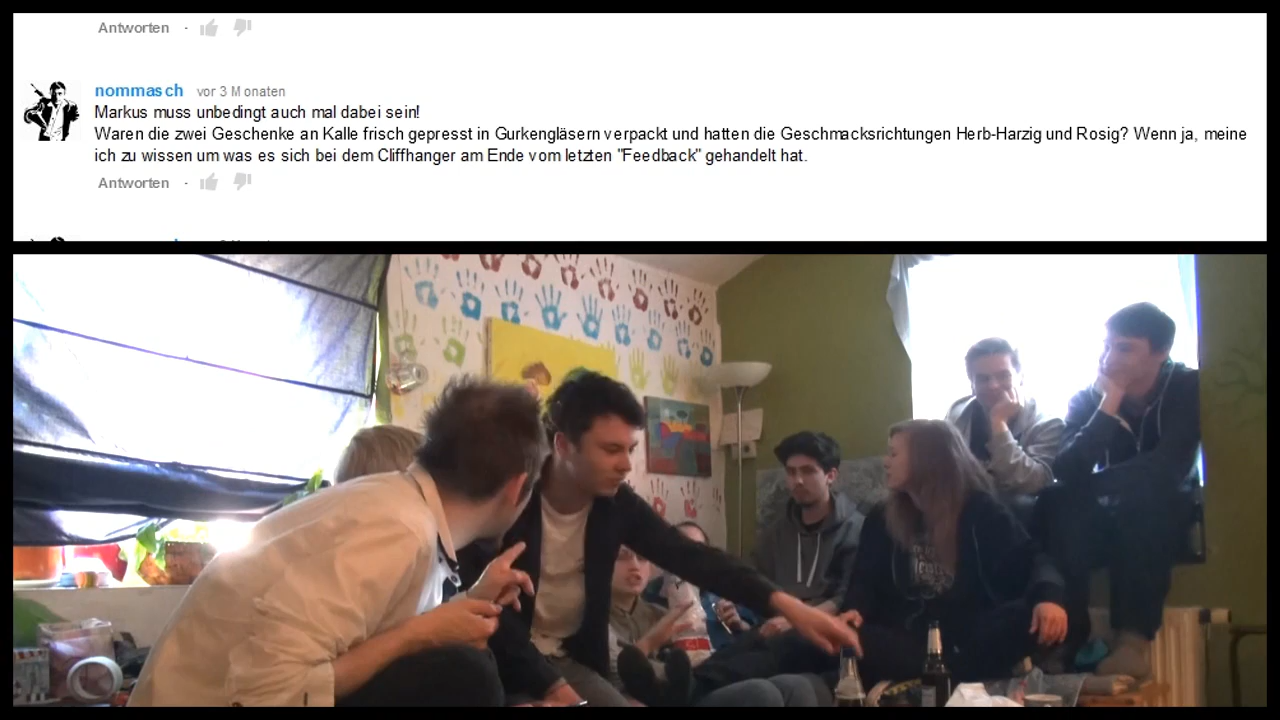 Antworten ·
nommasch vor 3 Monaten
Markus muss unbedingt auch mal dabei sein!
Waren die zwei Geschenke an Kalle frisch gepresst in Gurkengläsern verpackt und hatten die Geschmacksrichtungen Herb-Harzig und Rosig? Wenn ja, meine
ich zu wissen um was es sich bei dem Cliffhanger am Ende vom letzten "Feedback" gehandelt hat.
Antworten ·